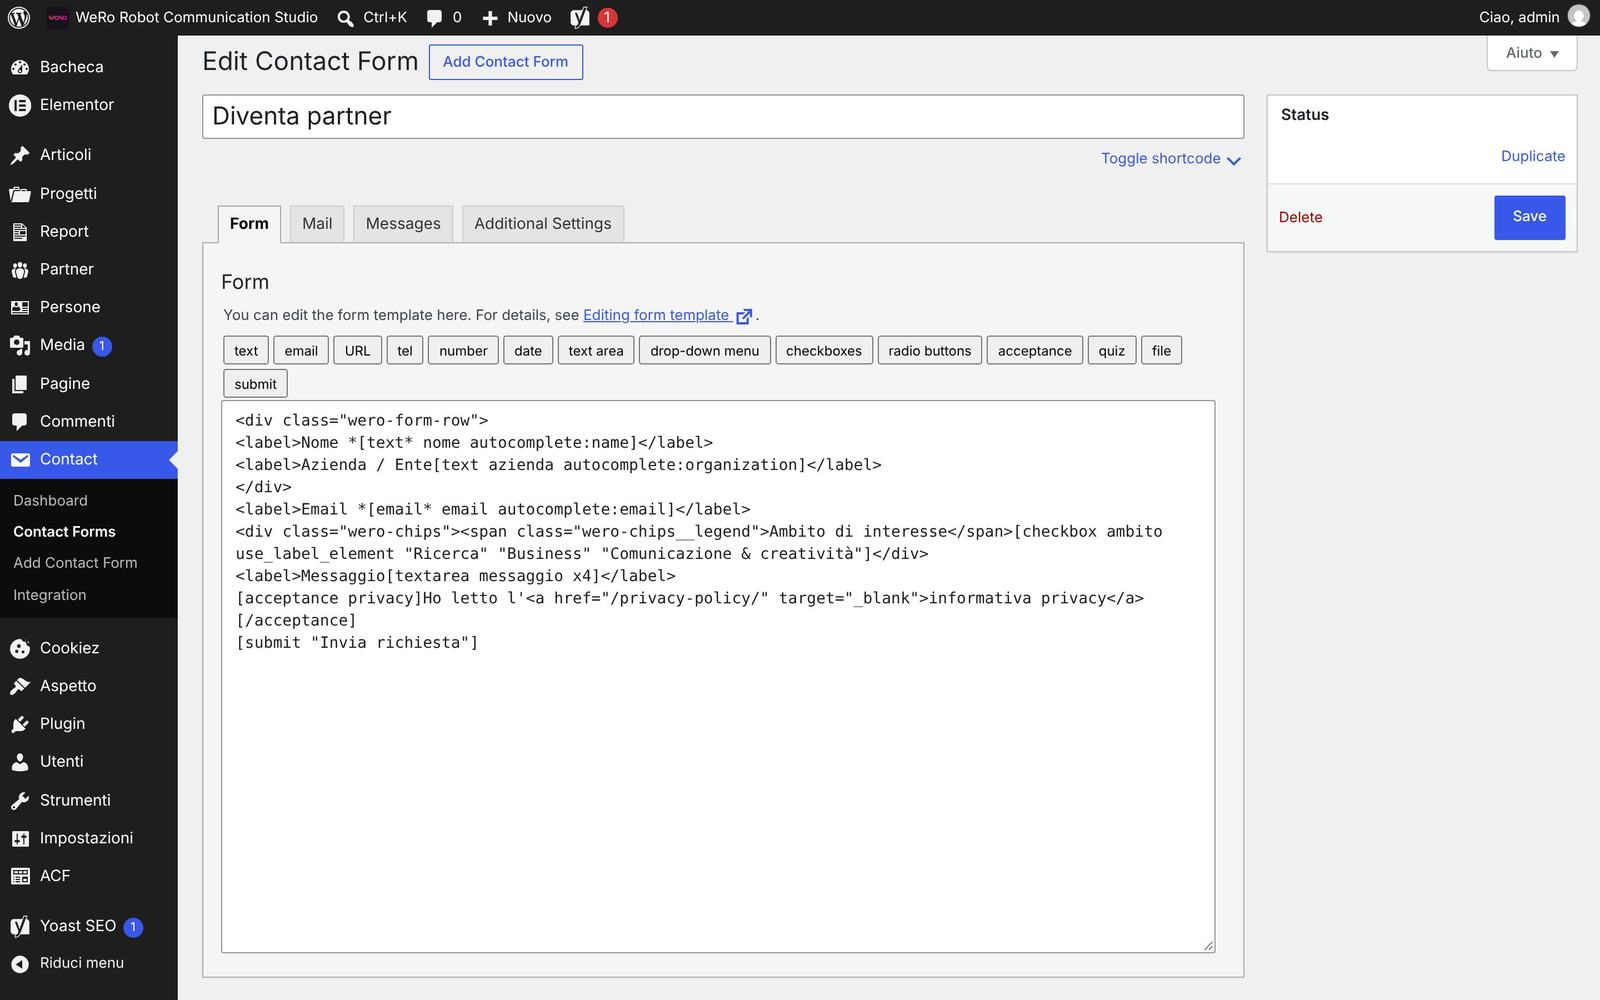 WeRo Robot Communication Studio
Ctrl+K
0
Nuovo
1
Ciao, admin
Bacheca
Elementor
Articoli
Progetti
Report
Partner
Persone
Media 1
Pagine
Commenti
Contact
Dashboard
Contact Forms
Add Contact Form
Integration
Cookiez
Aspetto
Plugin
Utenti
Strumenti
Impostazioni
ACF
Yoast SEO 1
Riduci menu
Edit Contact Form
Add Contact Form
Aiuto
Diventa partner
Toggle shortcode
Form
Mail
Messages
Additional Settings
Form
You can edit the form template here. For details, see Editing form template .
text
email
URL
tel
number
date
text area
drop-down menu
checkboxes
radio buttons
acceptance
quiz
file
submit
<div class="wero-form-row">
<label>Nome *[text* nome autocomplete:name]</label>
<label>Azienda / Ente[text azienda autocomplete:organization]</label>
</div>
<label>Email *[email* email autocomplete:email]</label>
<div class="wero-chips"><span class="wero-chips__legend">Ambito di interesse</span>[checkbox ambito
use_label_element "Ricerca" "Business" "Comunicazione & creatività"]</div>
<label>Messaggio[textarea messaggio x4]</label>
[acceptance privacy]Ho letto l'<a href="/privacy-policy/" target="_blank">informativa privacy</a>
[/acceptance]
[submit "Invia richiesta"]
Status
Duplicate
Delete
Save